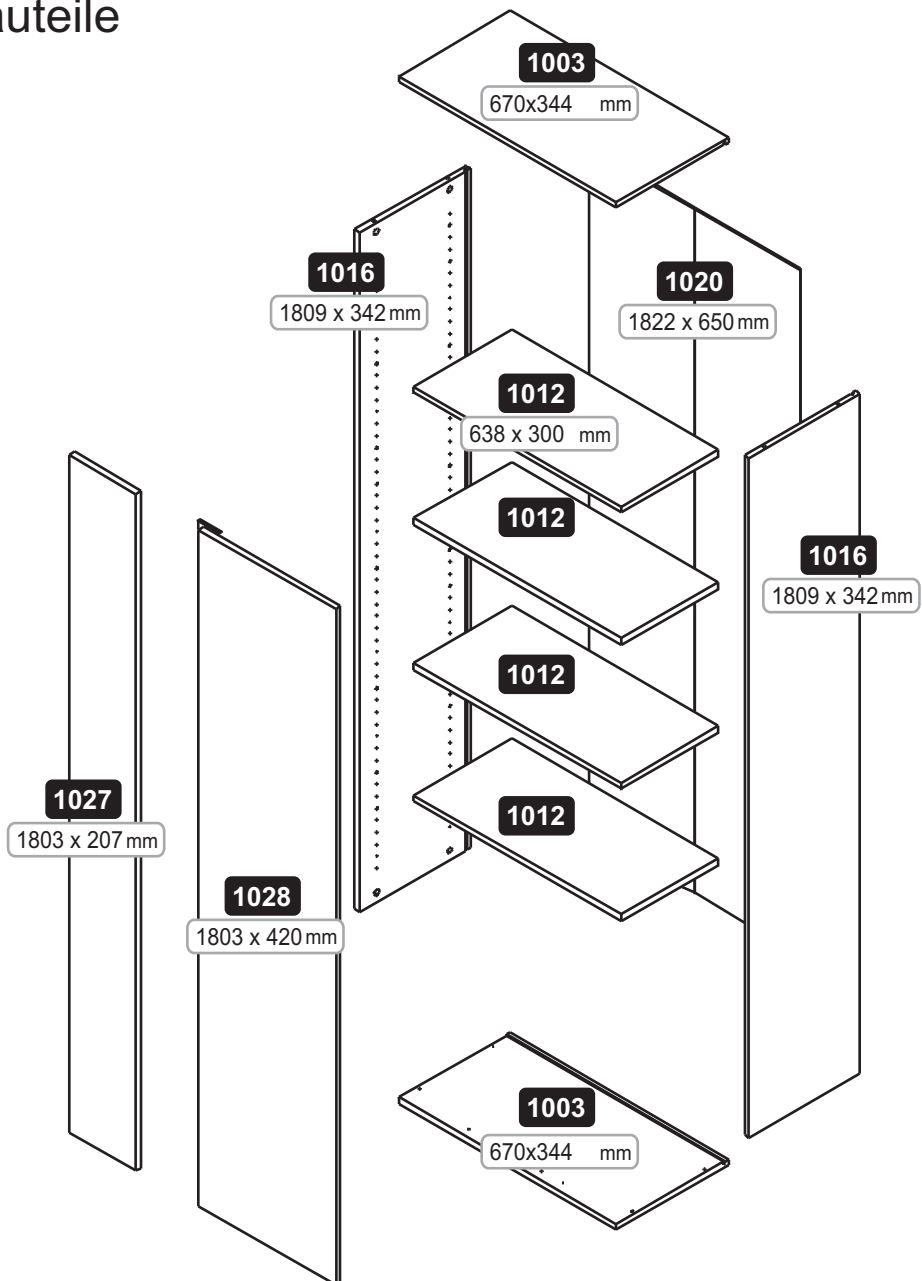 auteile
1003
670x344 mm
1016
1809 x 342 mm
1020
1822 x 650 mm
1012
638 x 300 mm
1012
1016
1809 x 342 mm
1012
1027
1803 x 207 mm
1012
1028
1803 x 420 mm
1003
670x344 mm